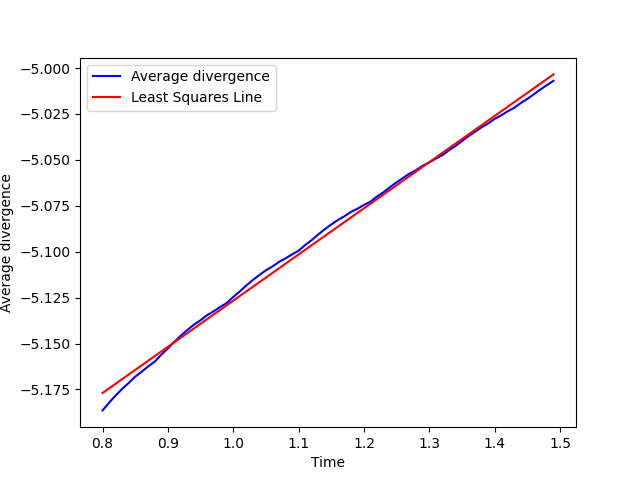 Average divergence
Least Squares Line
Average divergence
−5.000
−5.025
−5.050
−5.075
−5.100
−5.125
−5.150
−5.175
0.8 0.9 1.0 1.1 1.2 1.3 1.4 1.5
Time